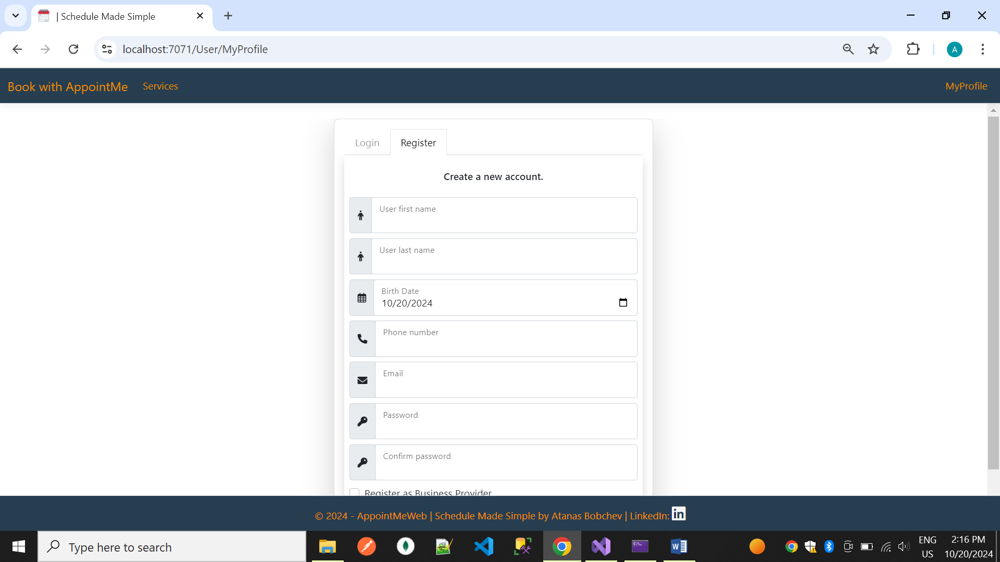 | Schedule Made Simple
localhost:7071/User/MyProfile
A
Book with AppointMe
Services
MyProfile
Login
Register
Create a new account.
User first name
User last name
Birth Date
10/20/2024
Phone number
Email
Password
Confirm password
Register as Business Provider
© 2024 - AppointMeWeb | Schedule Made Simple by Atanas Bobchev | LinkedIn: in
Type here to search
ENG
US
2:16 PM
10/20/2024